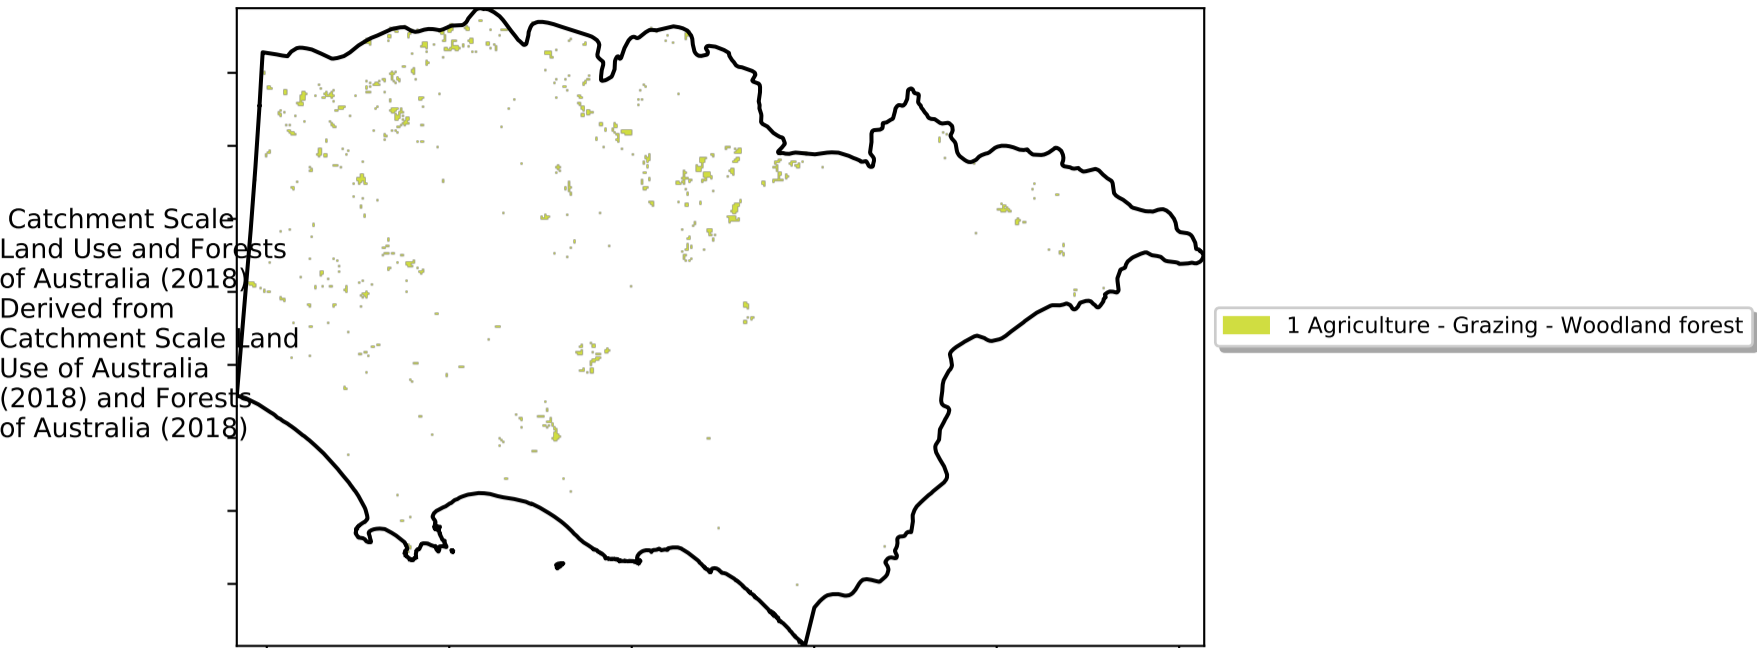 Catchment Scale
Land Use and Forests
of Australia (2018)
Derived from
Catchment Scale Land
Use of Australia
(2018) and Forests
of Australia (2018)
1 Agriculture - Grazing - Woodland forest